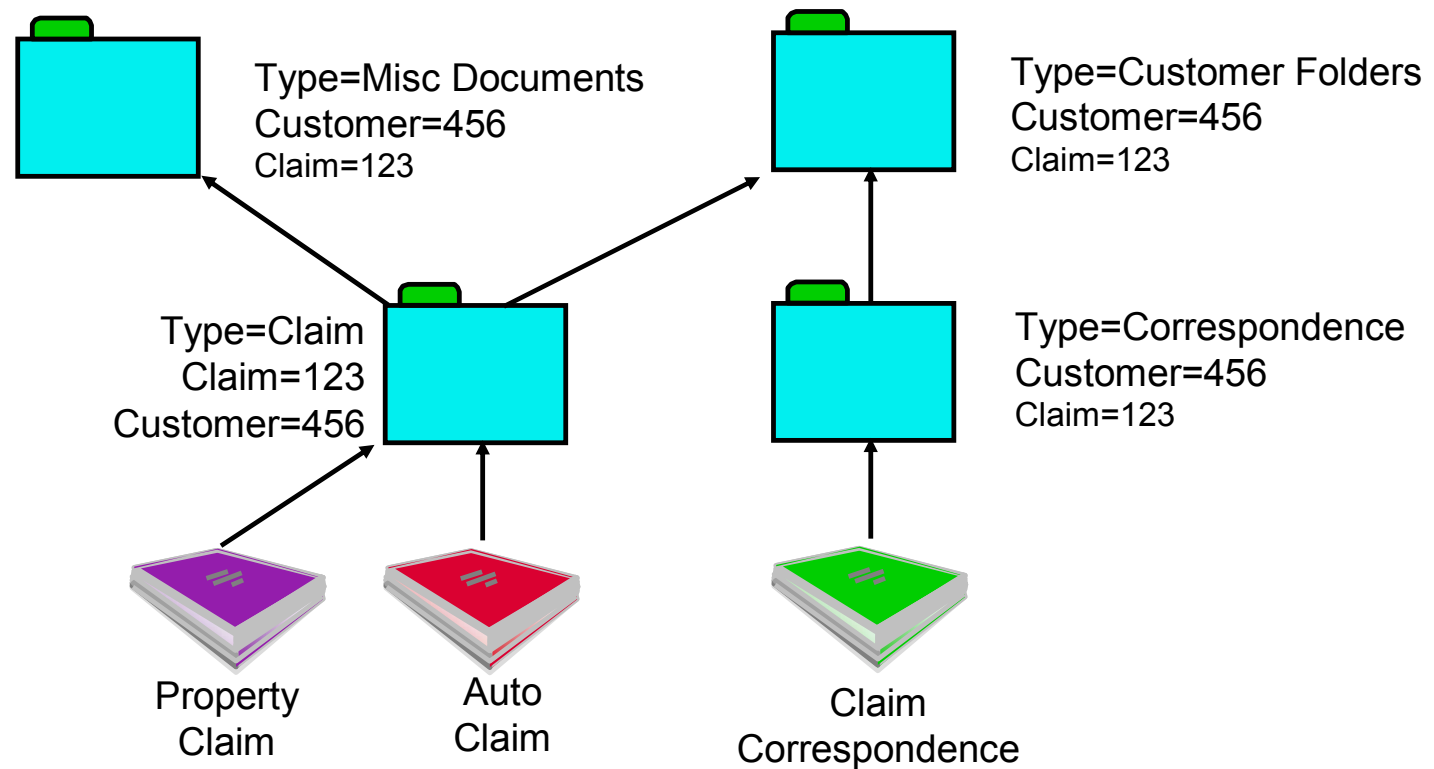 Type=Misc Documents
Customer=456
Claim=123
Type=Customer Folders
Customer=456
Claim=123
Type=Claim
Claim=123
Customer=456
Type=Correspondence
Customer=456
Claim=123
Property
Claim
Auto
Claim
Claim
Correspondence